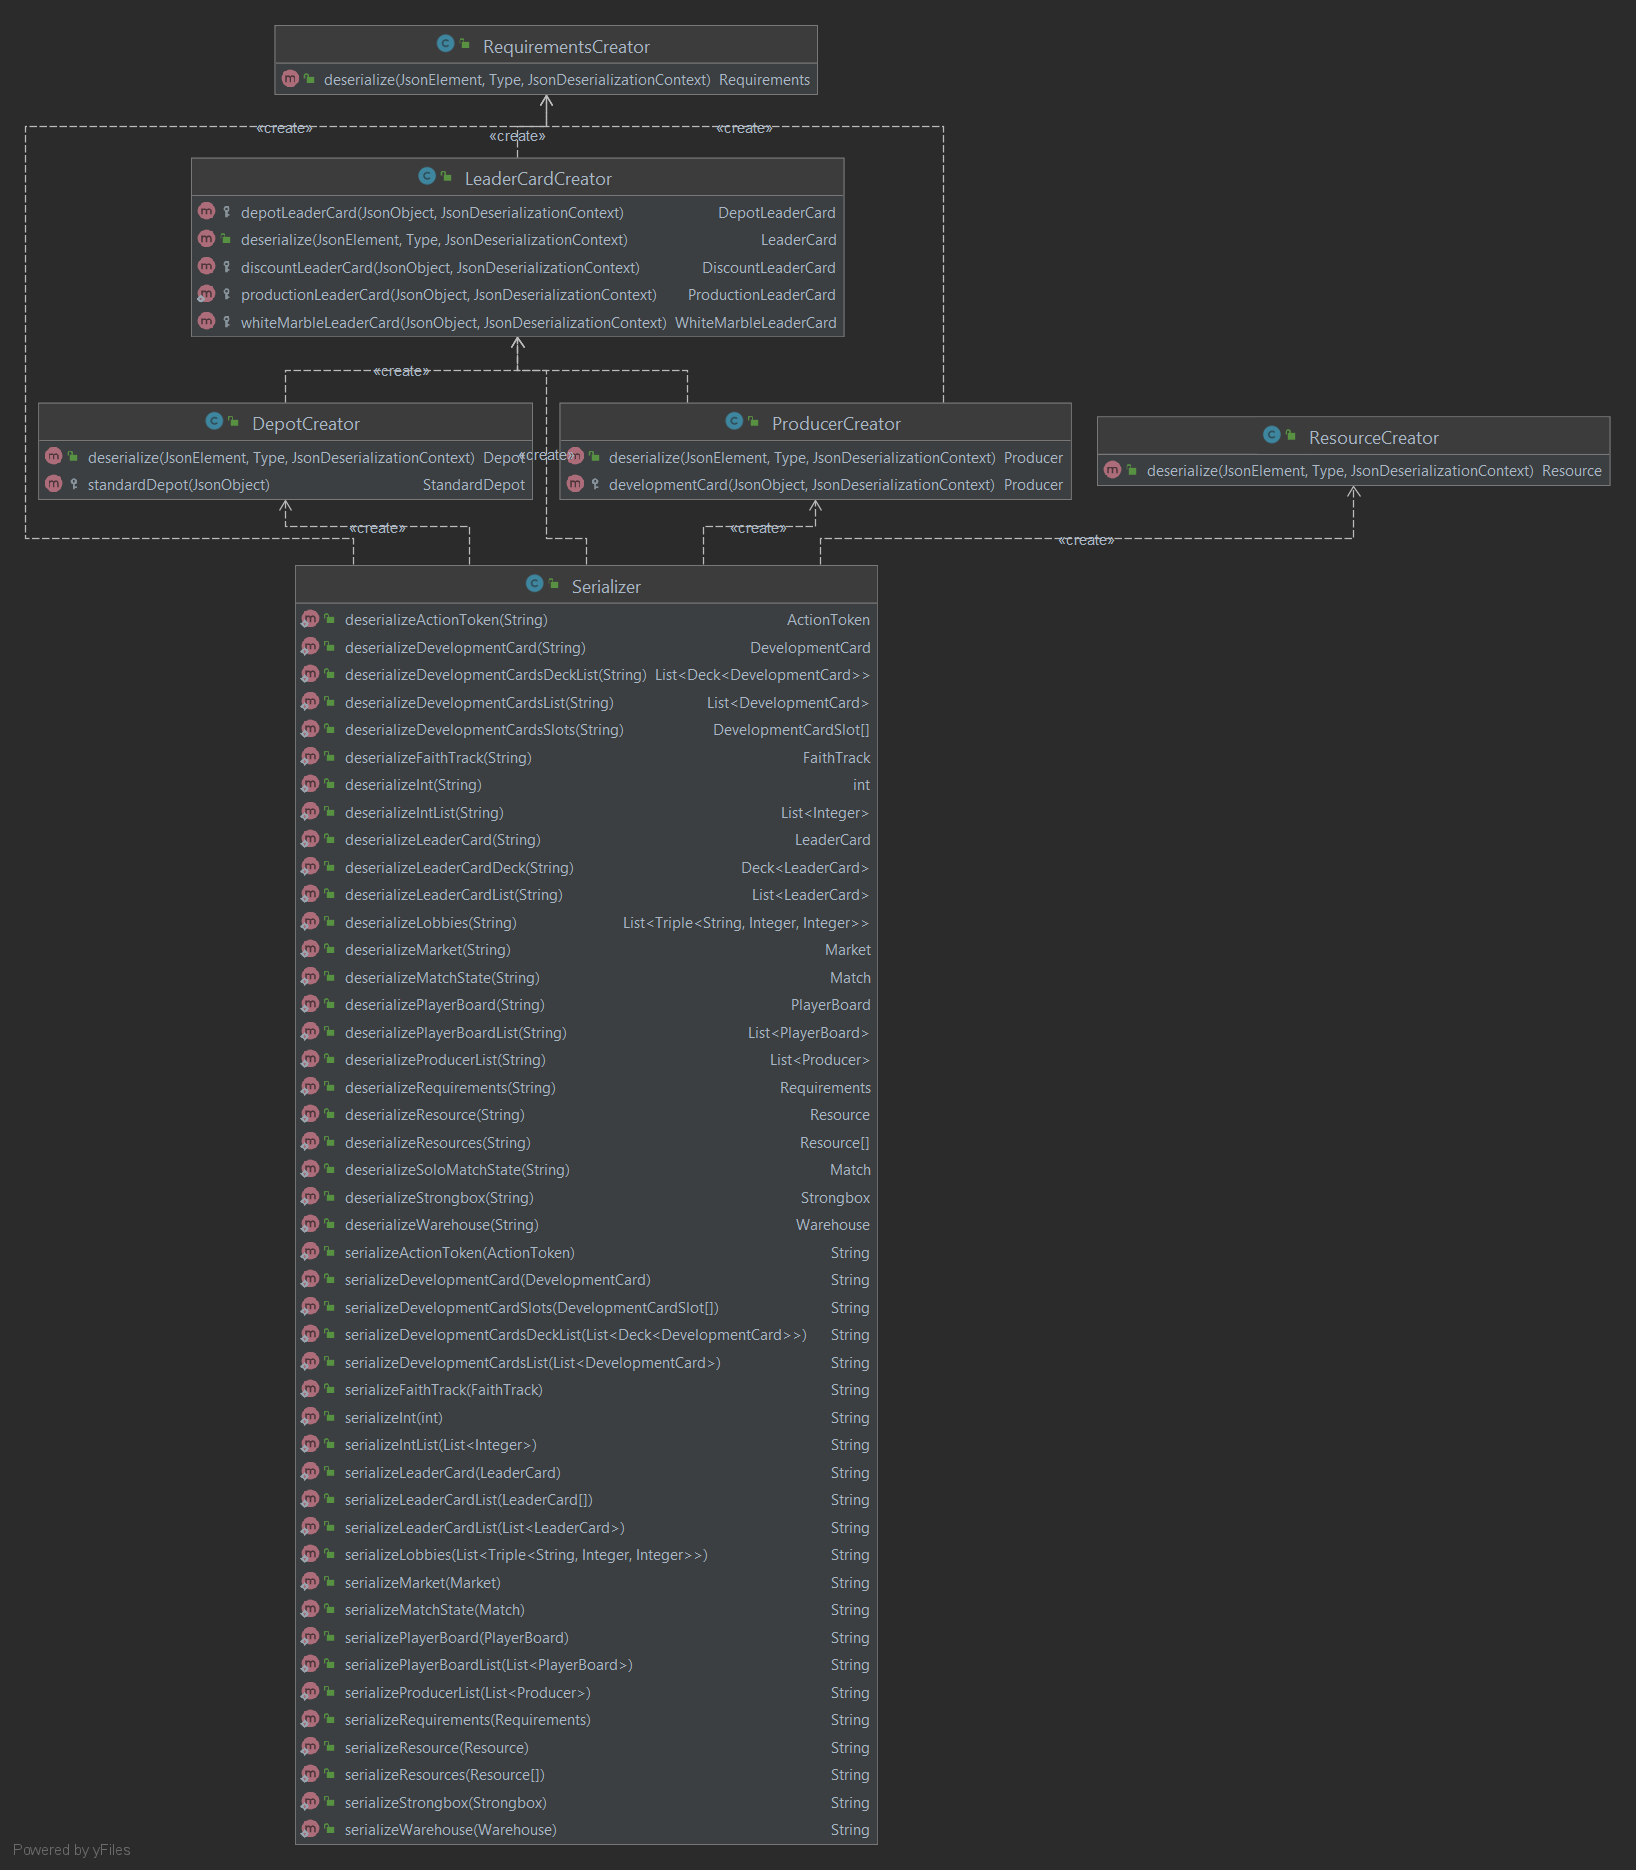 RequirementsCreator
deserialize(JsonElement, Type, JsonDeserializationContext) Requirements
«create» «create» «create»
LeaderCardCreator
depotLeaderCard(JsonObject, JsonDeserializationContext) DepotLeaderCard
deserialize(JsonElement, Type, JsonDeserializationContext) LeaderCard
discountLeaderCard(JsonObject, JsonDeserializationContext) DiscountLeaderCard
productionLeaderCard(JsonObject, JsonDeserializationContext) ProductionLeaderCard
whiteMarbleLeaderCard(JsonObject, JsonDeserializationContext) WhiteMarbleLeaderCard
«create»
DepotCreator
deserialize(JsonElement, Type, JsonDeserializationContext) Depot
standardDepot(JsonObject) StandardDepot
«create»
ProducerCreator
deserialize(JsonElement, Type, JsonDeserializationContext) Producer
developmentCard(JsonObject, JsonDeserializationContext) Producer
ResourceCreator
deserialize(JsonElement, Type, JsonDeserializationContext) Resource
«create» «create» «create»
Serializer
deserializeActionToken(String) ActionToken
deserializeDevelopmentCard(String) DevelopmentCard
deserializeDevelopmentCardsDeckList(String) List<Deck<DevelopmentCard>>
deserializeDevelopmentCardsList(String) List<DevelopmentCard>
deserializeDevelopmentCardsSlots(String) DevelopmentCardSlot[]
deserializeFaithTrack(String) FaithTrack
deserializeInt(String) int
deserializeIntList(String) List<Integer>
deserializeLeaderCard(String) LeaderCard
deserializeLeaderCardDeck(String) Deck<LeaderCard>
deserializeLeaderCardList(String) List<LeaderCard>
deserializeLobbies(String) List<Triple<String, Integer, Integer>>
deserializeMarket(String) Market
deserializeMatchState(String) Match
deserializePlayerBoard(String) PlayerBoard
deserializePlayerBoardList(String) List<PlayerBoard>
deserializeProducerList(String) List<Producer>
deserializeRequirements(String) Requirements
deserializeResource(String) Resource
deserializeResources(String) Resource[]
deserializeSoloMatchState(String) Match
deserializeStrongbox(String) Strongbox
deserializeWarehouse(String) Warehouse
serializeActionToken(ActionToken) String
serializeDevelopmentCard(DevelopmentCard) String
serializeDevelopmentCardSlots(DevelopmentCardSlot[]) String
serializeDevelopmentCardsDeckList(List<Deck<DevelopmentCard>>) String
serializeDevelopmentCardsList(List<DevelopmentCard>) String
serializeFaithTrack(FaithTrack) String
serializeInt(int) String
serializeIntList(List<Integer>) String
serializeLeaderCard(LeaderCard) String
serializeLeaderCardList(LeaderCard[]) String
serializeLeaderCardList(List<LeaderCard>) String
serializeLobbies(List<Triple<String, Integer, Integer>>) String
serializeMarket(Market) String
serializeMatchState(Match) String
serializePlayerBoard(PlayerBoard) String
serializePlayerBoardList(List<PlayerBoard>) String
serializeProducerList(List<Producer>) String
serializeRequirements(Requirements) String
serializeResource(Resource) String
serializeResources(Resource[]) String
serializeStrongbox(Strongbox) String
serializeWarehouse(Warehouse) String
Powered by yFiles